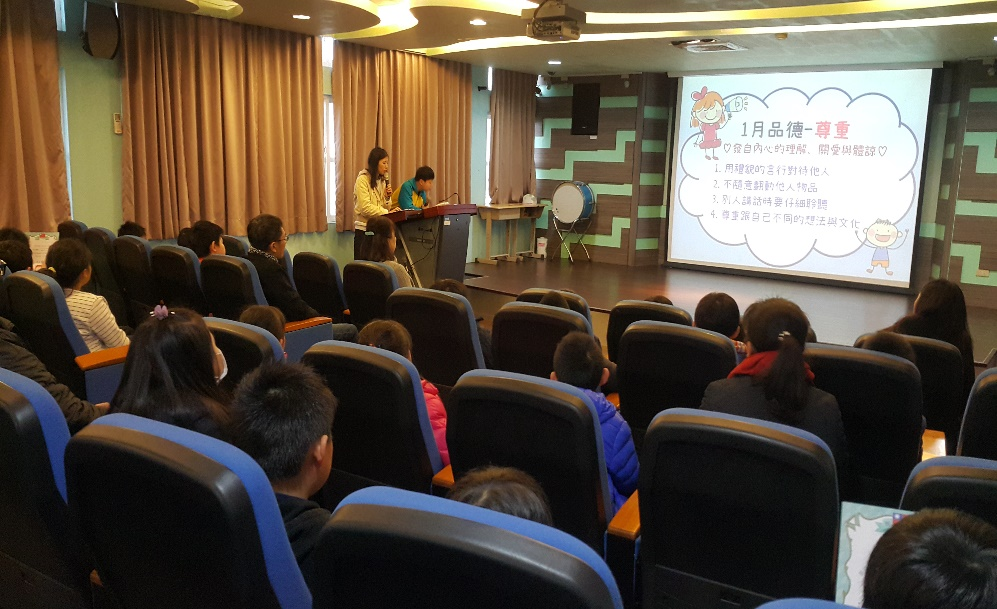 1月品德-尊重
♡發自內心的理解、關愛與體諒♡
1. 用禮貌的言行對待他人
2. 不隨意翻動他人物品
3. 別人講話時要仔細聆聽
4. 尊重跟自己不同的想法與文化